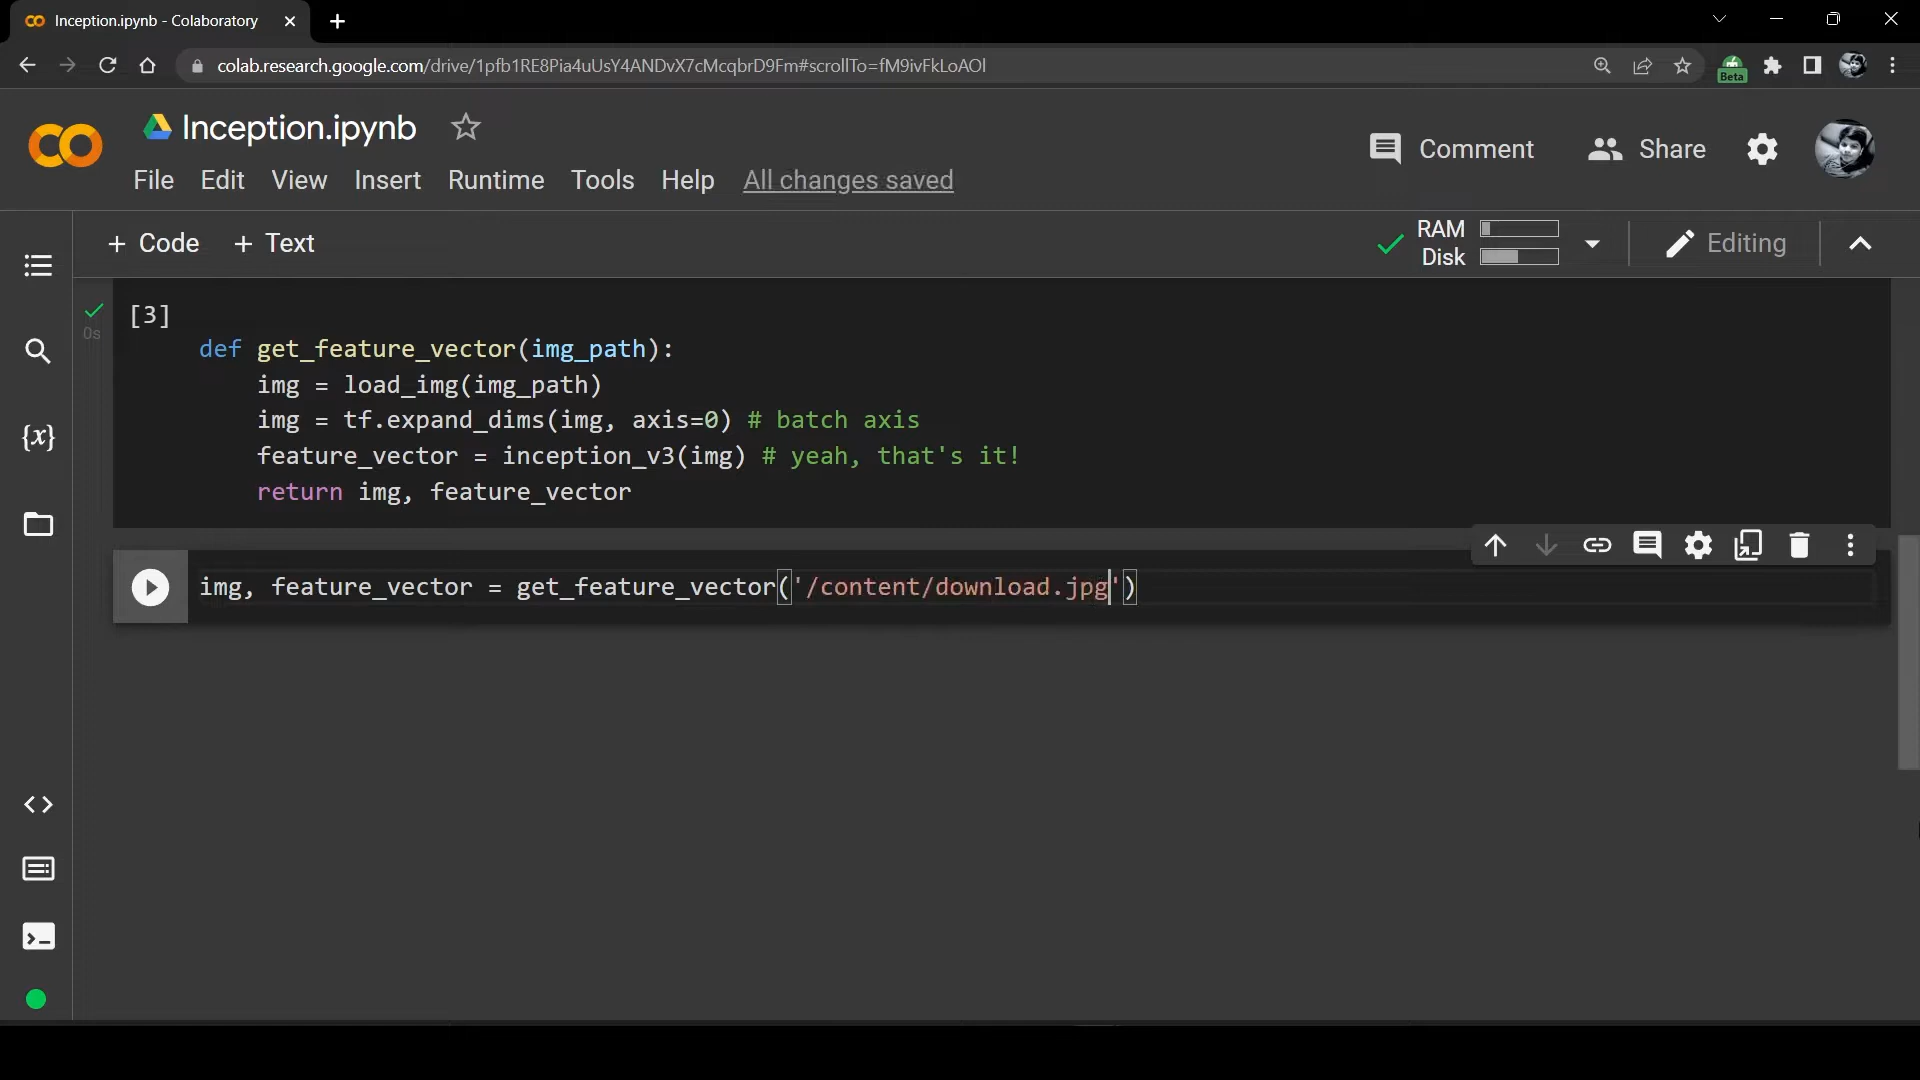 Inception.ipynb - Colaboratory
colab.research.google.com/drive/1pfb1RE8Pia4uUsY4ANDvX7cMcqbrD9Fm#scrollTo=fM9ivFkLoAOl
Beta
Inception.ipynb
Comment
Share
File Edit View Insert Runtime Tools Help All changes saved
+ Code + Text
RAM
Disk
Editing
[3]
0s
def get_feature_vector(img_path):
img = load_img(img_path)
img = tf.expand_dims(img, axis=0) # batch axis
feature_vector = inception_v3(img) # yeah, that's it!
return img, feature_vector
img, feature_vector = get_feature_vector('/content/download.jpg')
{x}